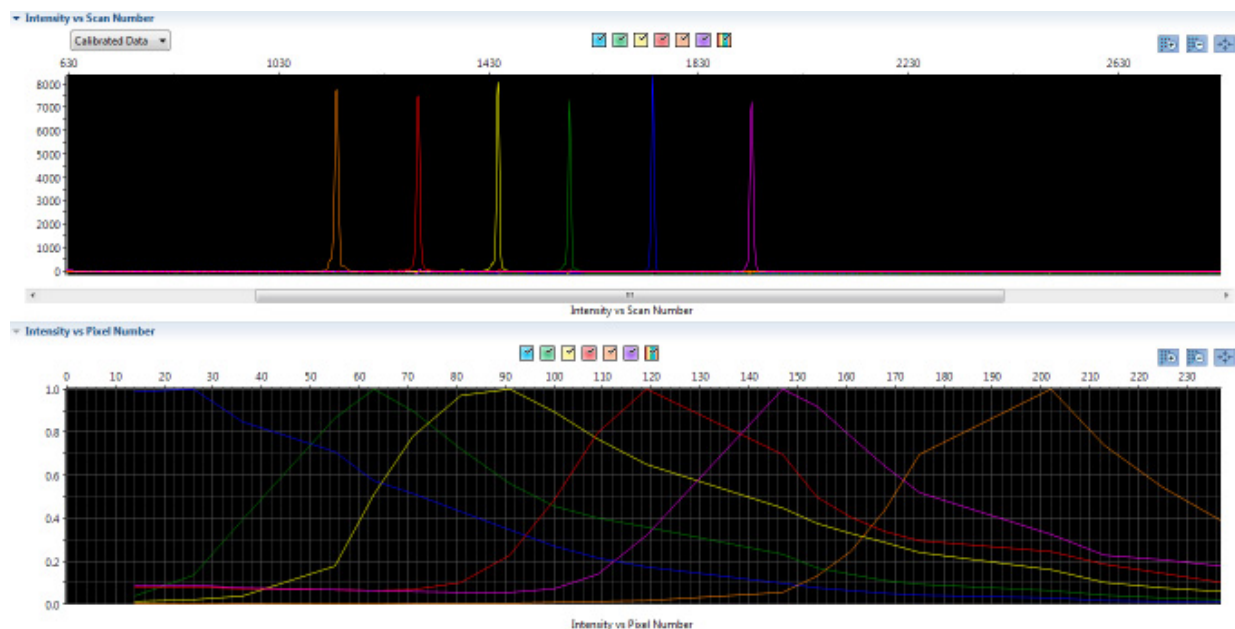 Intensity vs Scan Number
Calibrated Data
630 1030 1430 1830 2230 2630
8000
7000
6000
5000
4000
3000
2000
1000
0
Intensity vs Scan Number
Intensity vs Pixel Number
0 10 20 30 40 50 60 70 80 90 100 110 120 130 140 150 160 170 180 190 200 210 220 230
1.0
0.8
0.6
0.4
0.2
0.0
Intensity vs Pixel Number